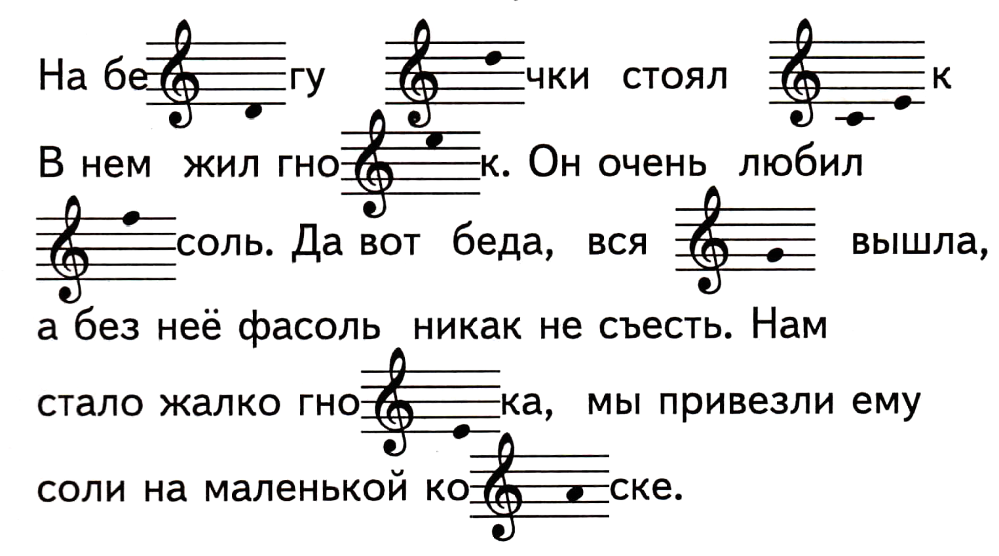 На бе гу чки стоял к
В нем жил гно к. Он очень любил
соль. Да вот беда, вся вышла,
а без неё фасоль никак не съесть. Нам
стало жалко гно ка, мы привезли ему
соли на маленькой ко ске.